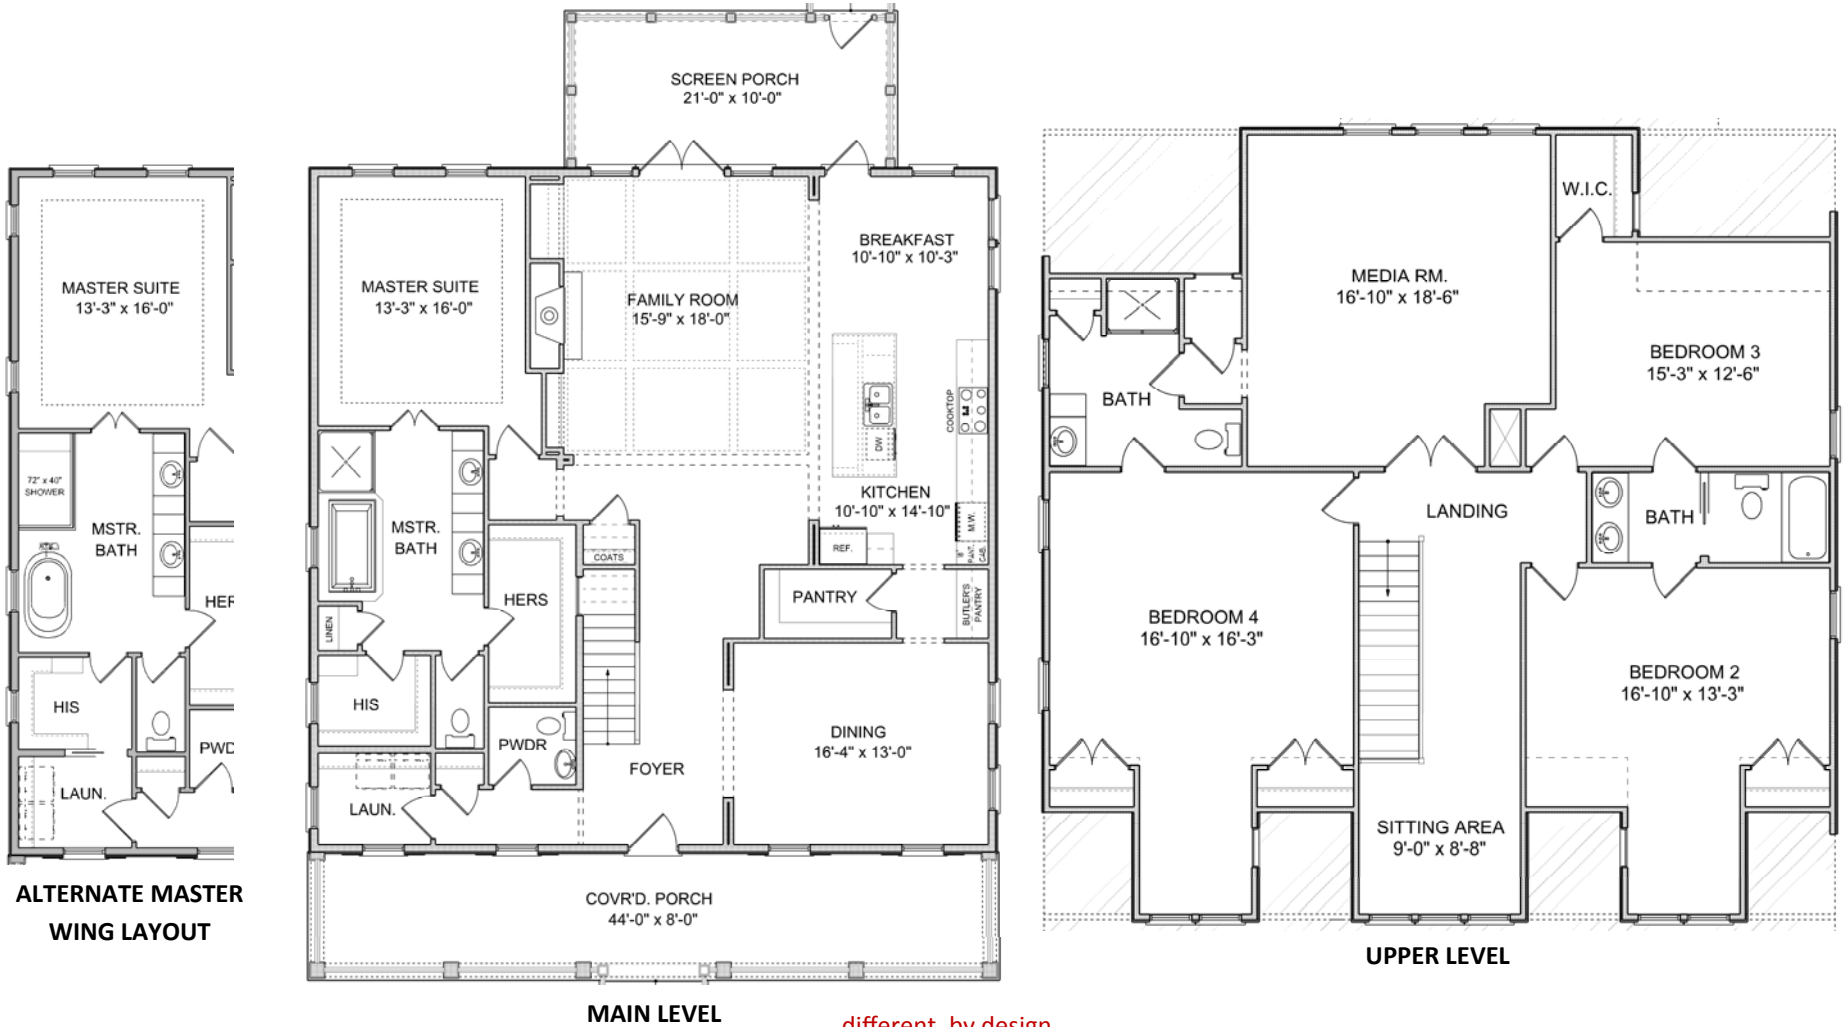 MASTER SUITE
13'-3" x 16'-0"
72" x 40"
SHOWER
MSTR.
BATH
HER
HIS
PWD
LAUN.
ALTERNATE MASTER
WING LAYOUT
SCREEN PORCH
21'-0" x 10'-0"
MASTER SUITE
13'-3" x 16'-0"
FAMILY ROOM
15'-9" x 18'-0"
BREAKFAST
10'-10" x 10'-3"
COOKTOP
DW
KITCHEN
10'-10" x 14'-10"
M.W.
REF.
18"
PANT.
CAB.
MSTR.
BATH
COATS
HERS
LINEN
PANTRY
BUTLER'S
PANTRY
HIS
PWDR
FOYER
DINING
16'-4" x 13'-0"
LAUN.
COVR'D. PORCH
44'-0" x 8'-0"
MAIN LEVEL
W.I.C.
MEDIA RM.
16'-10" x 18'-6"
BEDROOM 3
15'-3" x 12'-6"
BATH
LANDING
BATH
BEDROOM 4
16'-10" x 16'-3"
BEDROOM 2
16'-10" x 13'-3"
SITTING AREA
9'-0" x 8'-8"
UPPER LEVEL
different by design